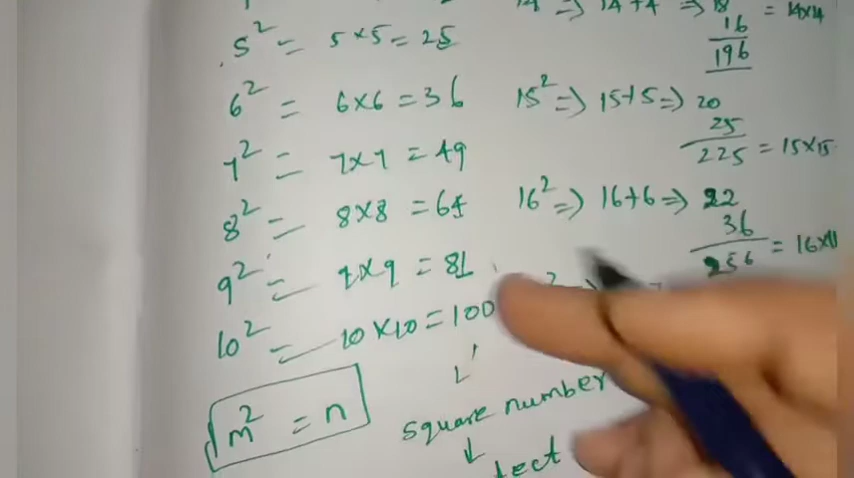 5² = 5×5=25
6² = 6×6=36
7² = 7×7=49
8² = 8×8=64
9² = 9×9=81
10² = 10×10=100
m² = n
square number
14+4 => 18
16
196
= 14×14
15² => 15+5=> 20
25
225 = 15×15
16² => 16+6=> 22
36
256 = 16×1